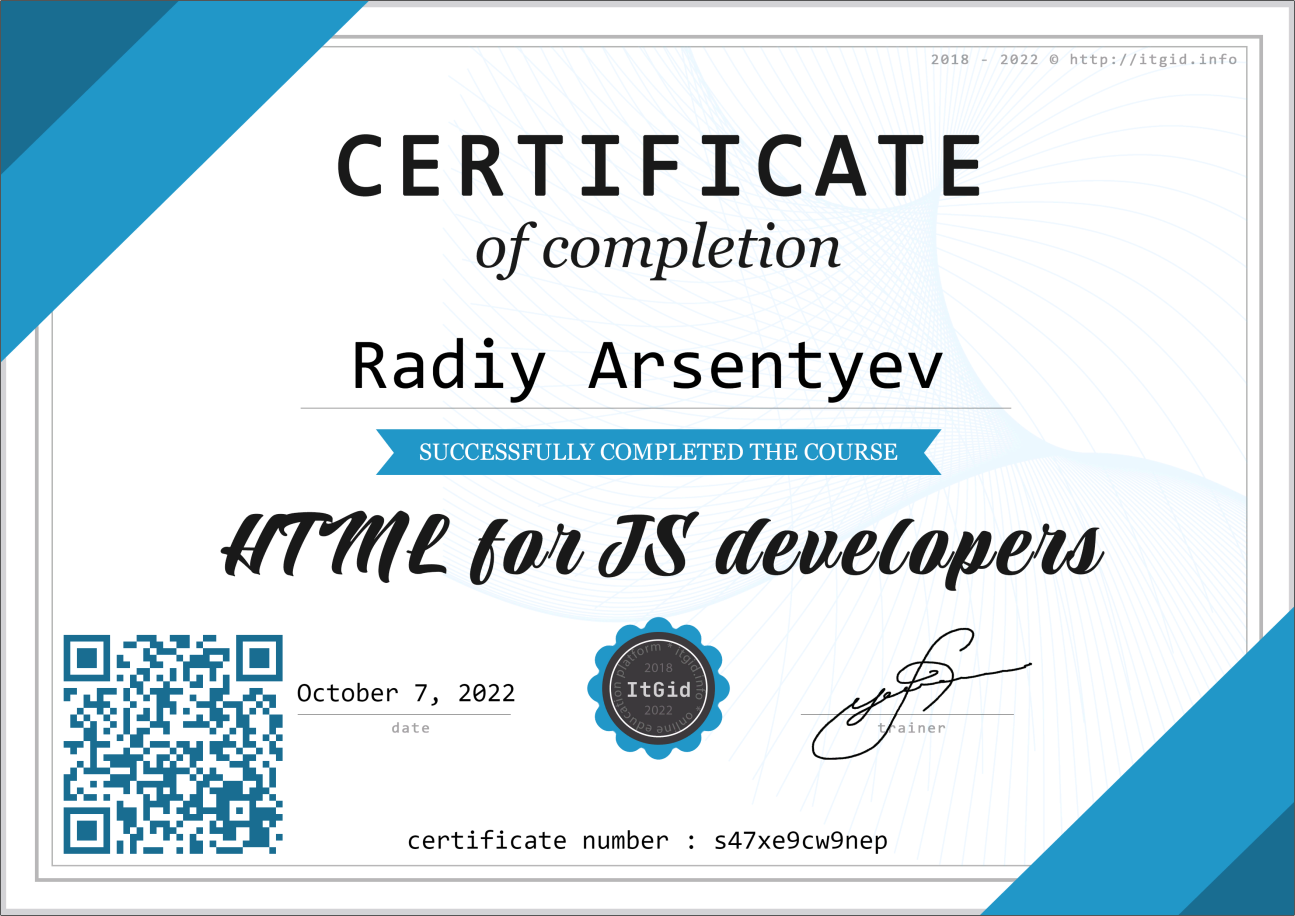 2018 - 2022 © http://itgid.info
CERTIFICATE
of completion
Radiy Arsentyev
SUCCESSFULLY COMPLETED THE COURSE
HTML for JS developers
platform * itgid.info * online education
2018
ItGid
2022
October 7, 2022
date
trainer
certificate number : s47xe9cw9nep